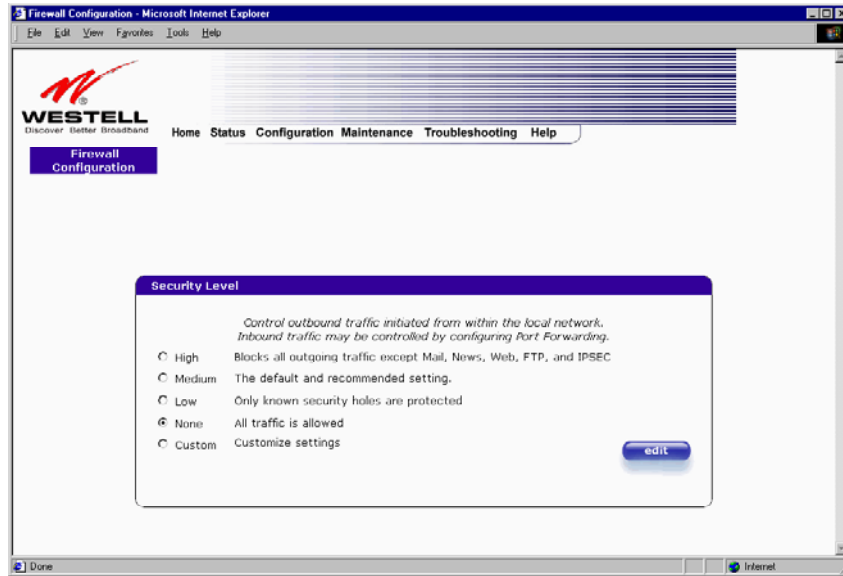 Firewall Configuration - Microsoft Internet Explorer
File Edit View Favorites Tools Help
WESTELL
Discover Better Broadband
Home Status Configuration Maintenance Troubleshooting Help
Firewall
Configuration
Security Level
Control outbound traffic initiated from within the local network.
Inbound traffic may be controlled by configuring Port Forwarding.
High Blocks all outgoing traffic except Mail, News, Web, FTP, and IPSEC
Medium The default and recommended setting.
Low Only known security holes are protected
None All traffic is allowed
Custom Customize settings
edit
Done
Internet